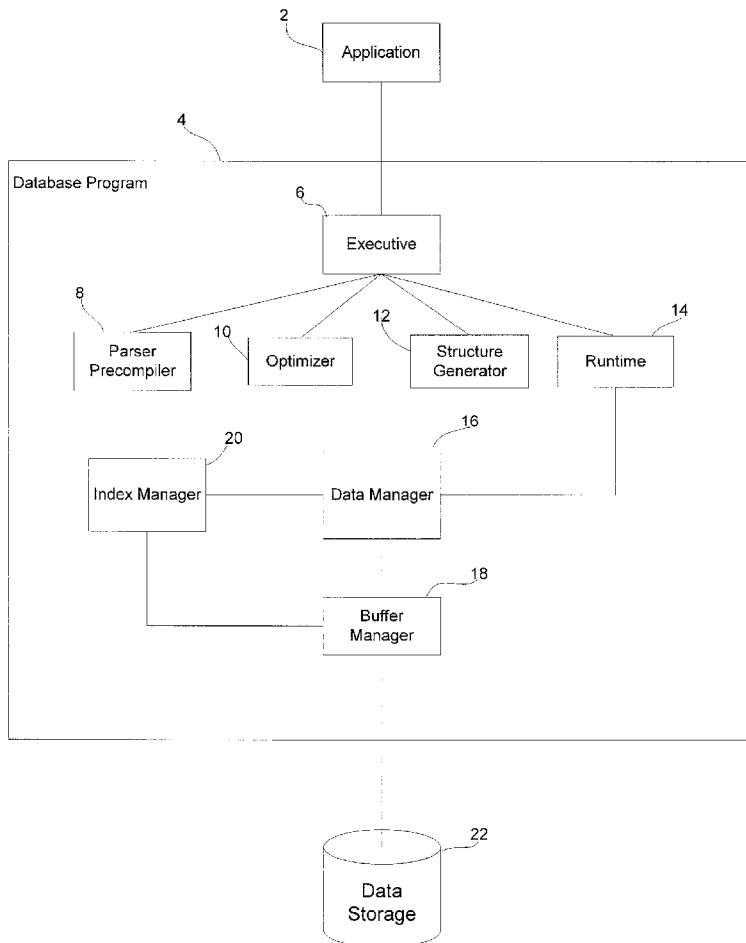 2
Application
4
Database Program
6
Executive
8
Parser
Precompiler
10
Optimizer
12
Structure
Generator
14
Runtime
20
Index Manager
16
Data Manager
18
Buffer
Manager
22
Data
Storage